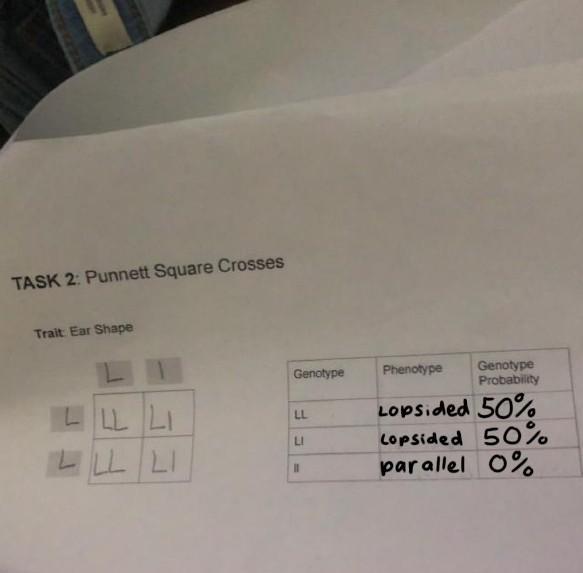 TASK 2: Punnett Square Crosses
Trait: Ear Shape
L l
L LL Ll
L LL Ll
Genotype Phenotype Genotype Probability
LL Lopsided 50%
Ll Lopsided 50%
ll parallel 0%